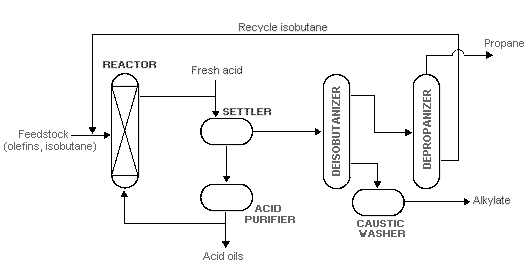 Recycle isobutane
Propane
REACTOR
Fresh acid
SETTLER
DEISOBUTANIZER
DEPROPANIZER
Feedstock
(olefins, isobutane)
ACID
PURIFIER
Alkylate
CAUSTIC
WASHER
Acid oils